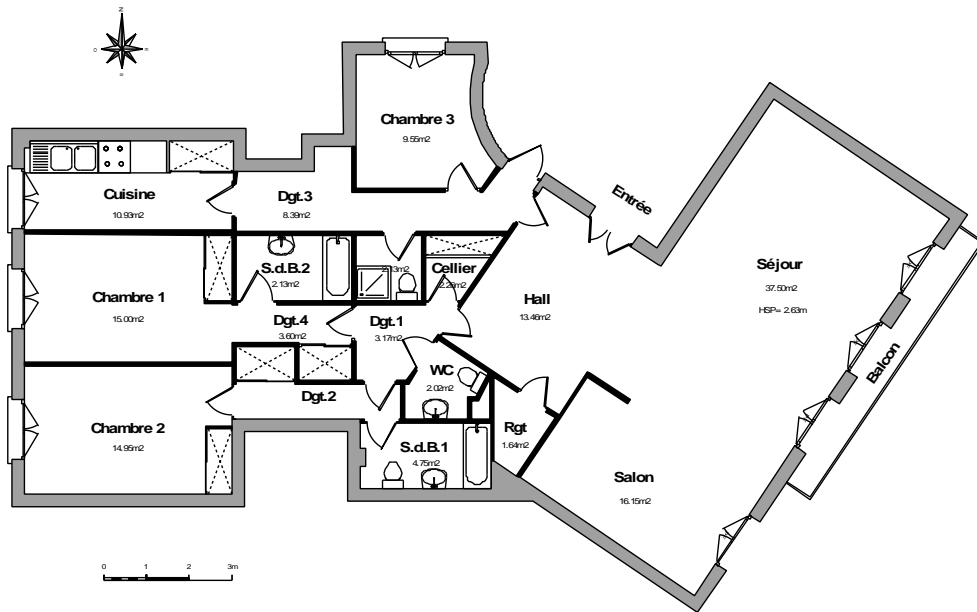 N
O
E
S
Chambre 3
9.55m2
Cuisine
10.93m2
Dgt.3
8.39m2
Entrée
Chambre 1
15.00m2
S.d.B.2
2.13m2
2.13m2
Cellier
2.29m2
Hall
13.46m2
Séjour
37.50m2
HSP= 2.63m
Balcon
Dgt.4
3.60m2
Dgt.1
3.17m2
WC
2.02m2
Dgt.2
Chambre 2
14.95m2
S.d.B.1
4.75m2
Rgt
1.64m2
Salon
16.15m2
0 1 2 3m